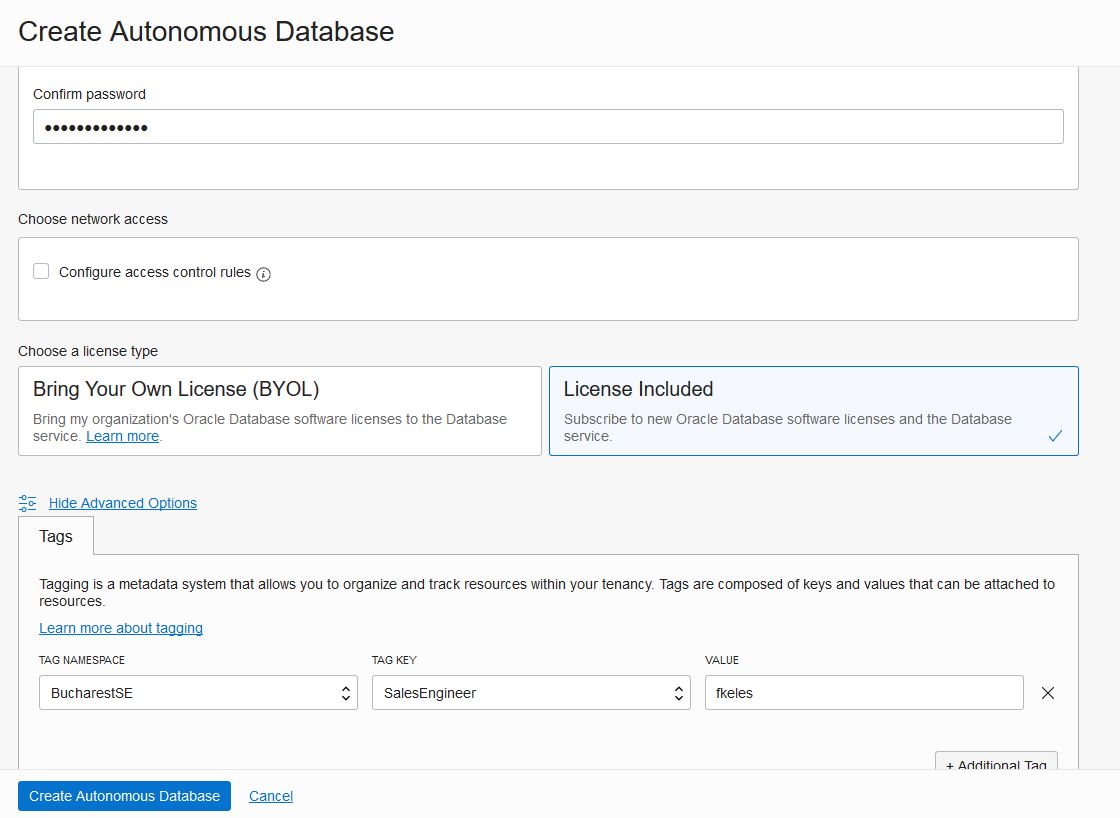 Create Autonomous Database
Confirm password
•••••••••••••
Choose network access
Configure access control rules
Choose a license type
Bring Your Own License (BYOL)
Bring my organization's Oracle Database software licenses to the Database
service. Learn more.
License Included
Subscribe to new Oracle Database software licenses and the Database
service.
Hide Advanced Options
Tags
Tagging is a metadata system that allows you to organize and track resources within your tenancy. Tags are composed of keys and values that can be attached to
resources.
Learn more about tagging
TAG NAMESPACE TAG KEY VALUE
BucharestSE SalesEngineer fkeles
+ Additional Tag
Create Autonomous Database Cancel